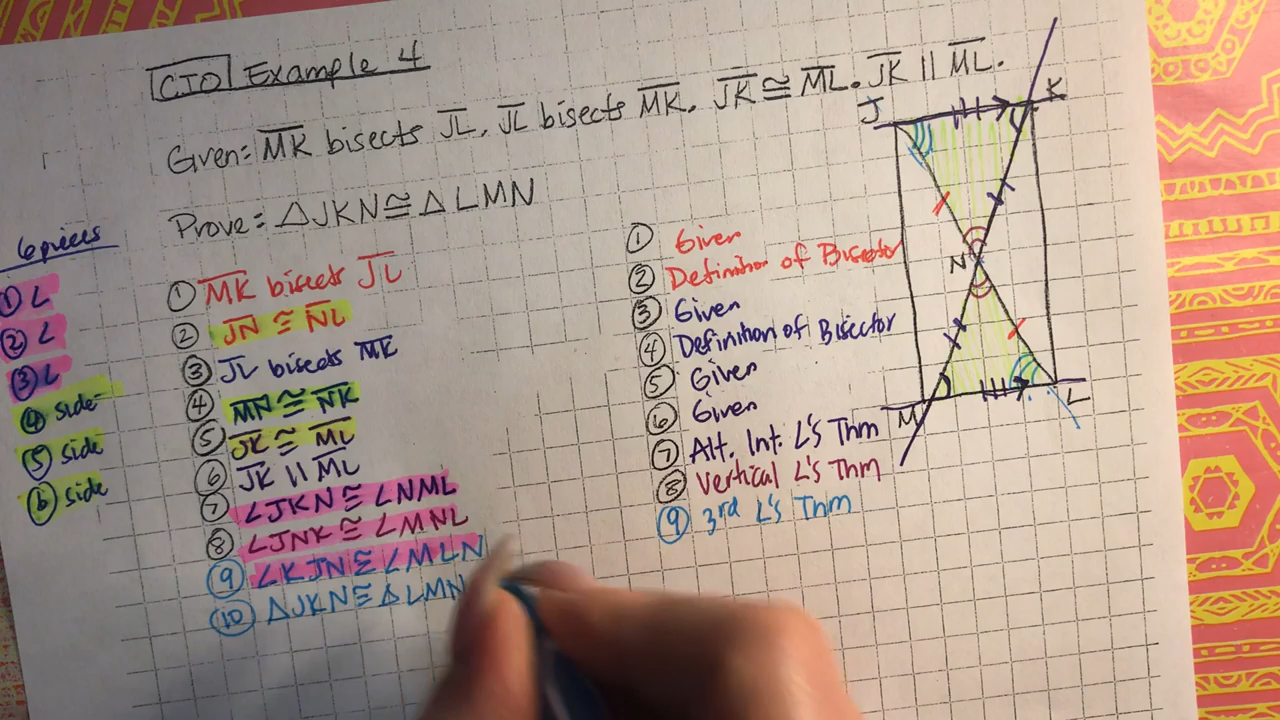 CIO Example 4
Given: MK bisects JL. JL bisects MK. JK ≅ ML. JK || ML.
Prove: △JKN ≅ △LMN
6 pieces
① ∠
② ∠
③ ∠
④ side
⑤ side
⑥ side
① MK bisects JL
② JN ≅ NL
③ JL bisects MK
④ MN ≅ NK
⑤ JK ≅ ML
⑥ JK || ML
⑦ ∠JKN ≅ ∠NML
⑧ ∠JNK ≅ ∠MNL
⑨ ∠KJN ≅ ∠MLN
⑩ △JKN ≅ △LMN
① Given
② Definition of Bisector
③ Given
④ Definition of Bisector
⑤ Given
⑥ Given
⑦ Alt. Int. ∠'s Thm
⑧ Vertical ∠'s Thm
⑨ 3rd ∠'s Thm
J K
N
M L